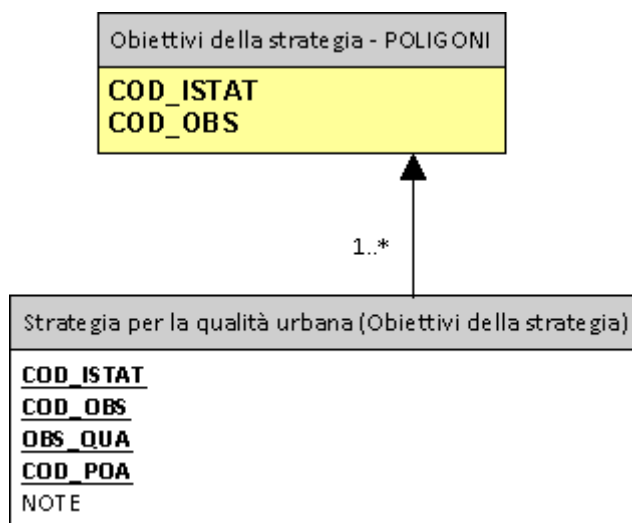 Obiettivi della strategia - POLIGONI
COD_ISTAT
COD_OBS
1..*
Strategia per la qualità urbana (Obiettivi della strategia)
COD_ISTAT
COD_OBS
OBS_QUA
COD_POA
NOTE